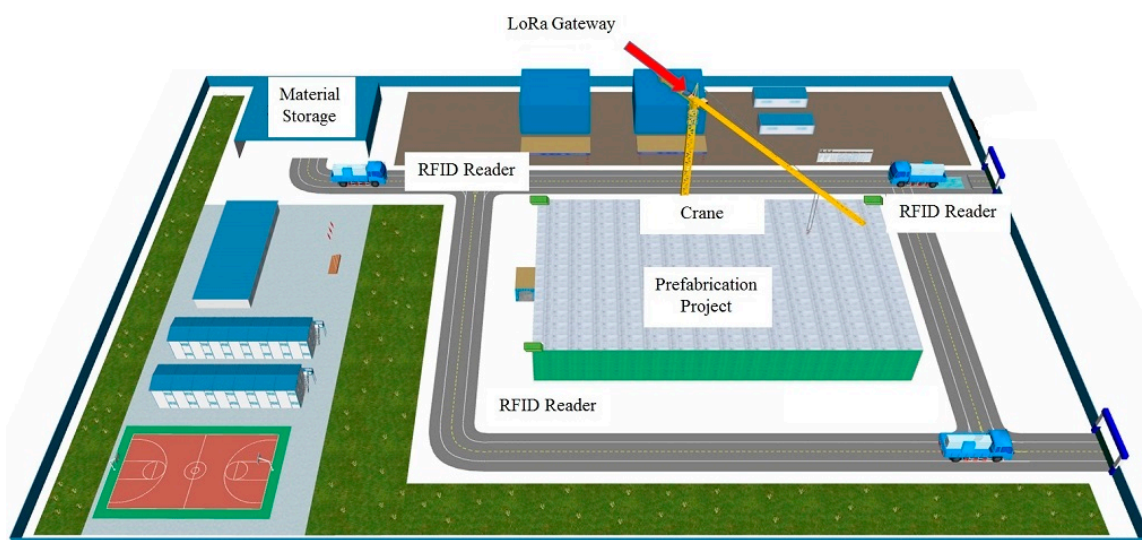 LoRa Gateway
Material
Storage
RFID Reader
Crane
RFID Reader
Prefabrication
Project
RFID Reader